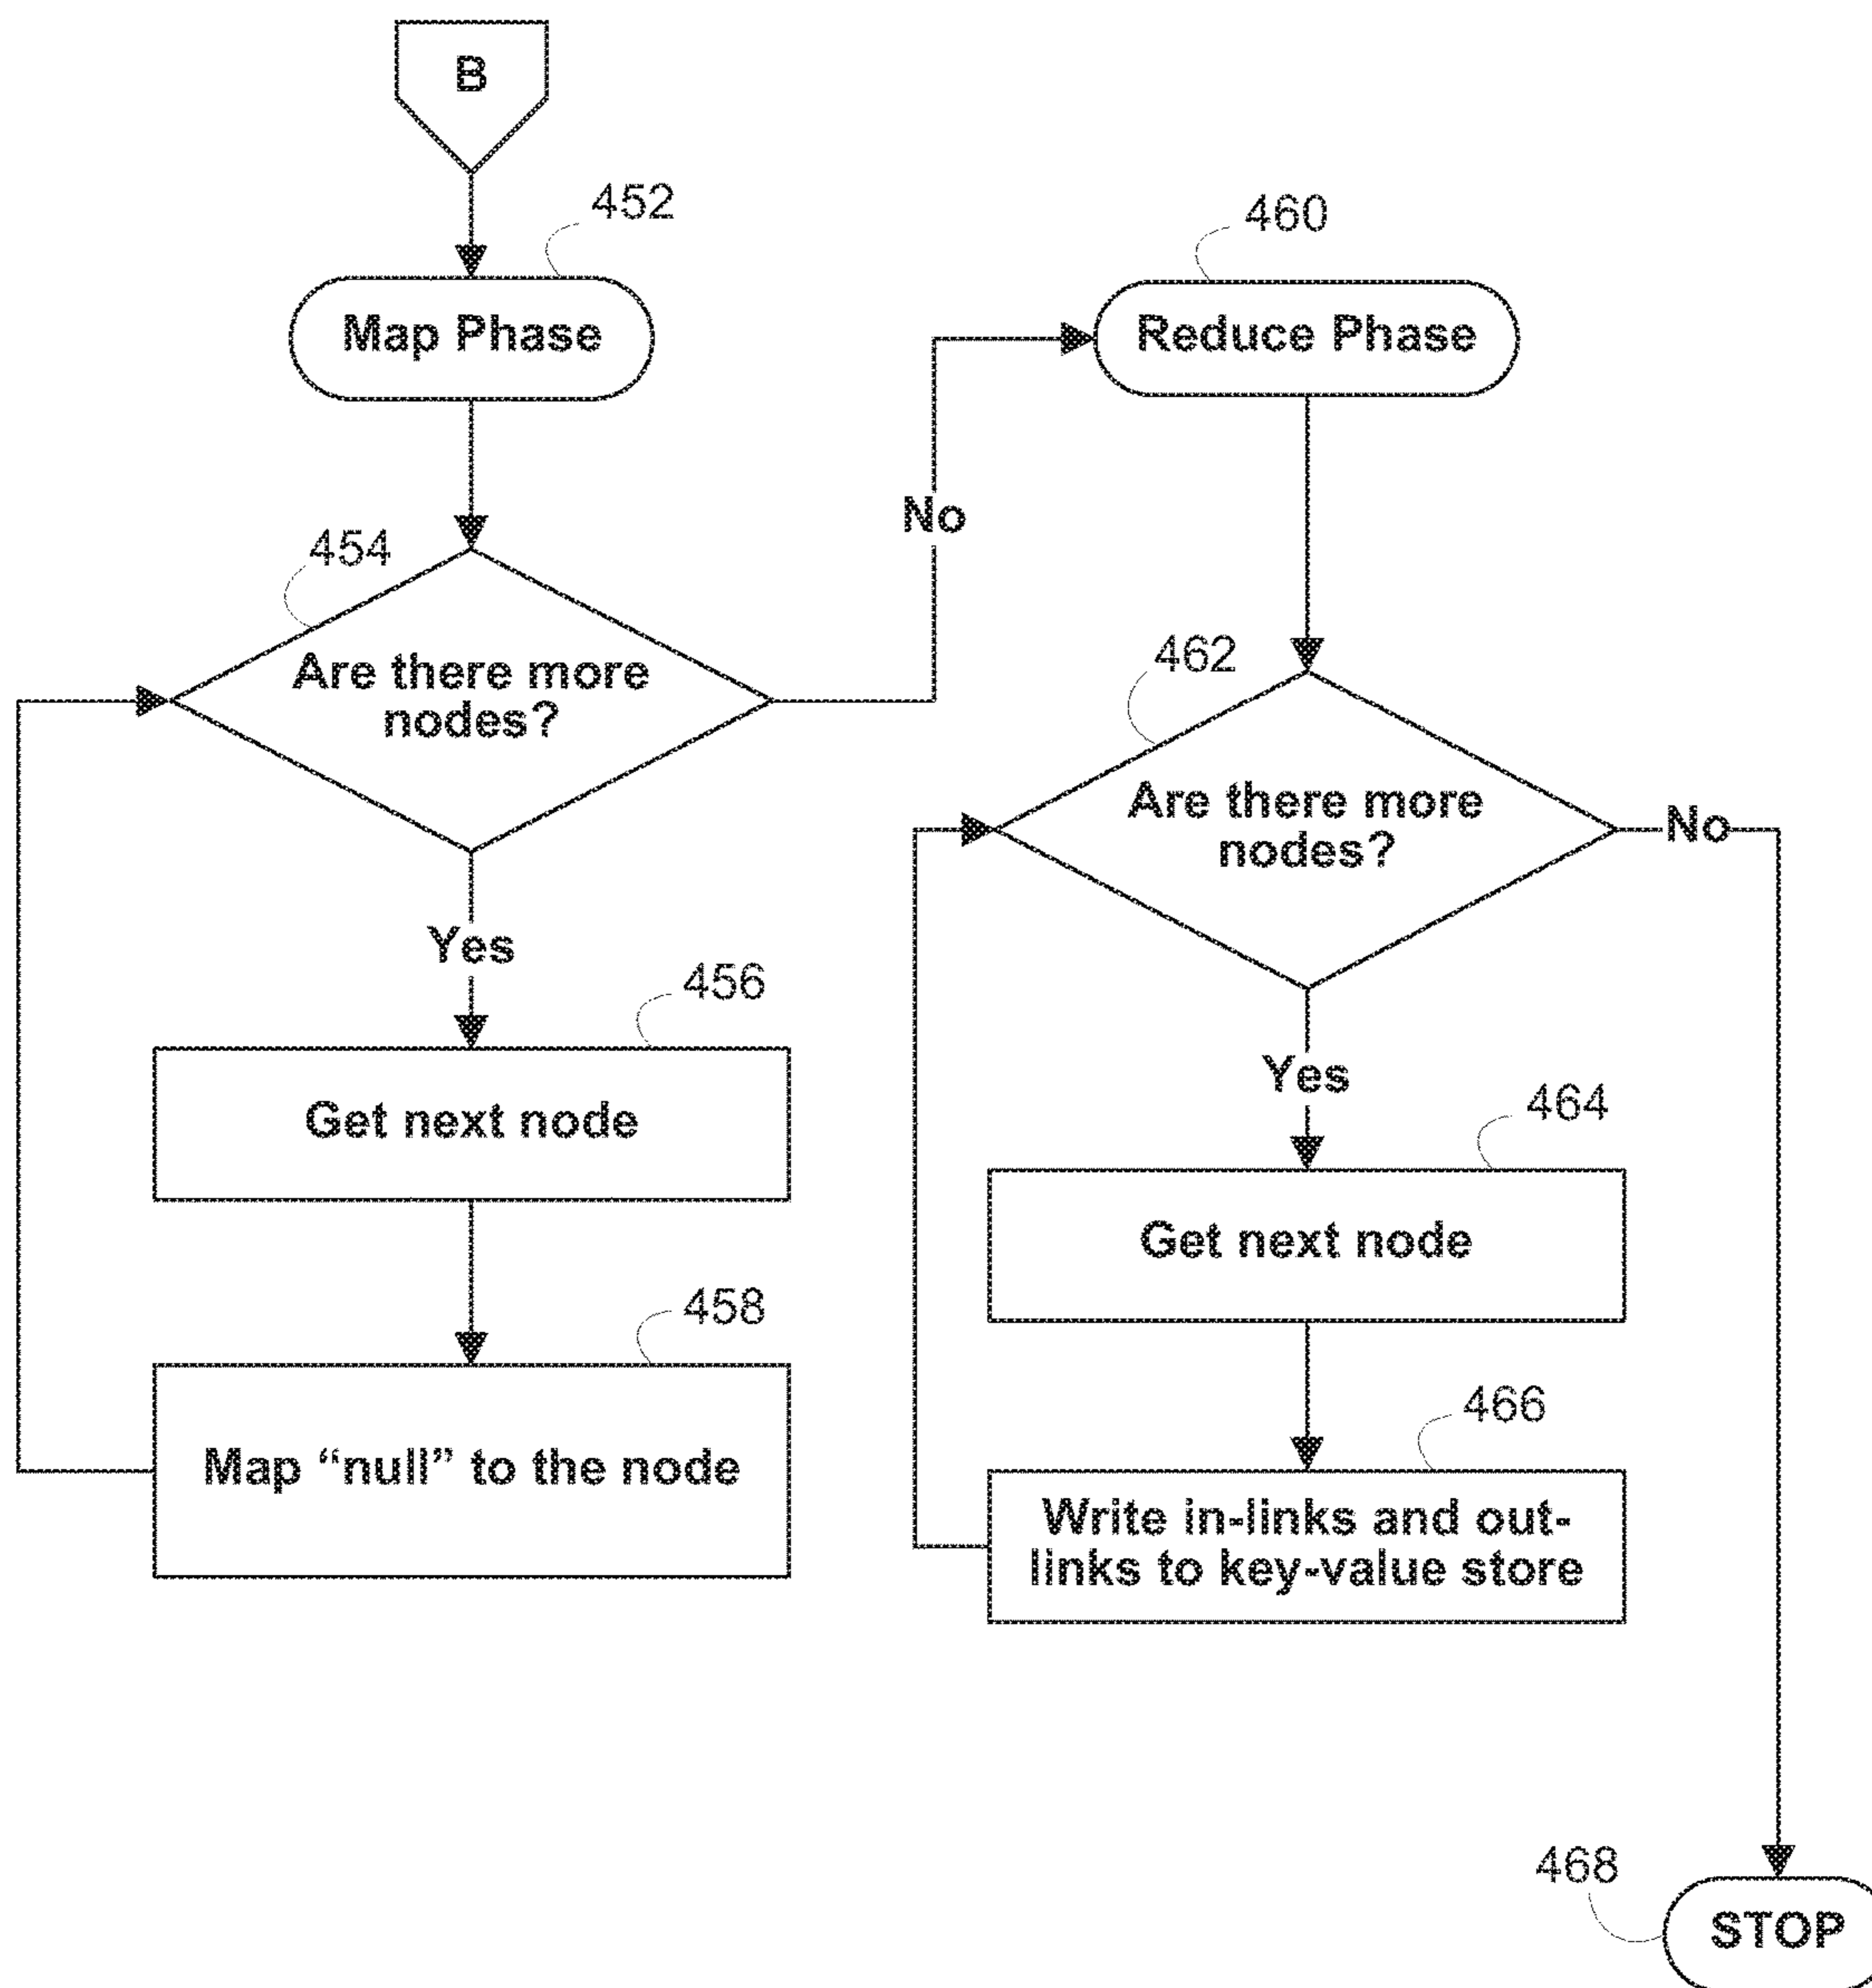 B
452
Map Phase
454
Are there more
nodes?
Yes
456
Get next node
458
Map “null” to the node
No
460
Reduce Phase
462
Are there more
nodes?
No
Yes
464
Get next node
466
Write in-links and out-
links to key-value store
468
STOP